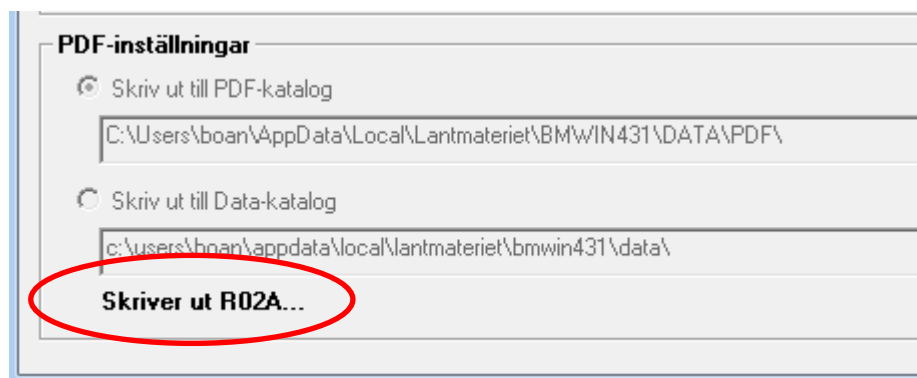 PDF-inställningar
Skriv ut till PDF-katalog
C:\Users\boan\AppData\Local\Lantmateriet\BMWIN431\DATA\PDF\
Skriv ut till Data-katalog
c:\users\boan\appdata\local\lantmateriet\bmwin431\data\
Skriver ut R02A...